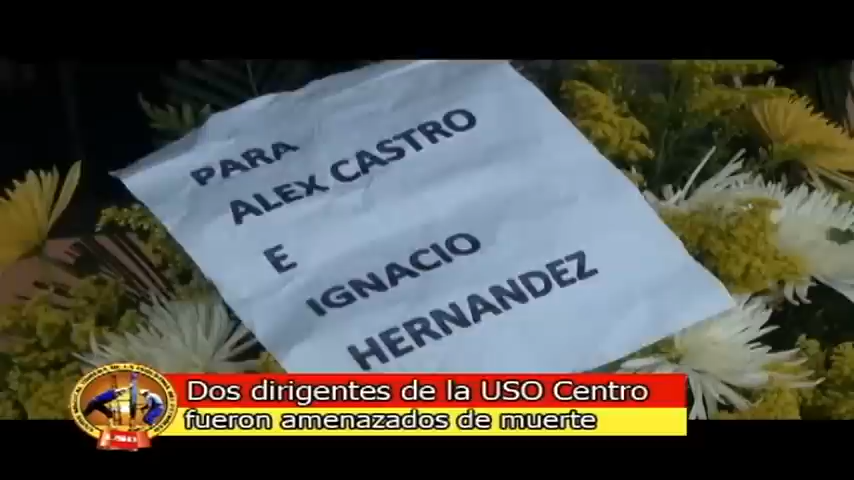 PARA
ALEX CASTRO
E
IGNACIO
HERNANDEZ
Dos dirigentes de la USO Centro
fueron amenazados de muerte